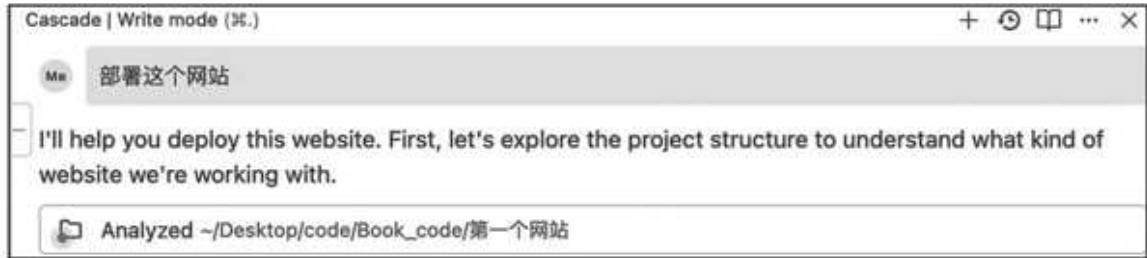 Cascade | Write mode (⌘.)
Me 部署这个网站
I'll help you deploy this website. First, let's explore the project structure to understand what kind of
website we're working with.
Analyzed ~/Desktop/code/Book_code/第一个网站